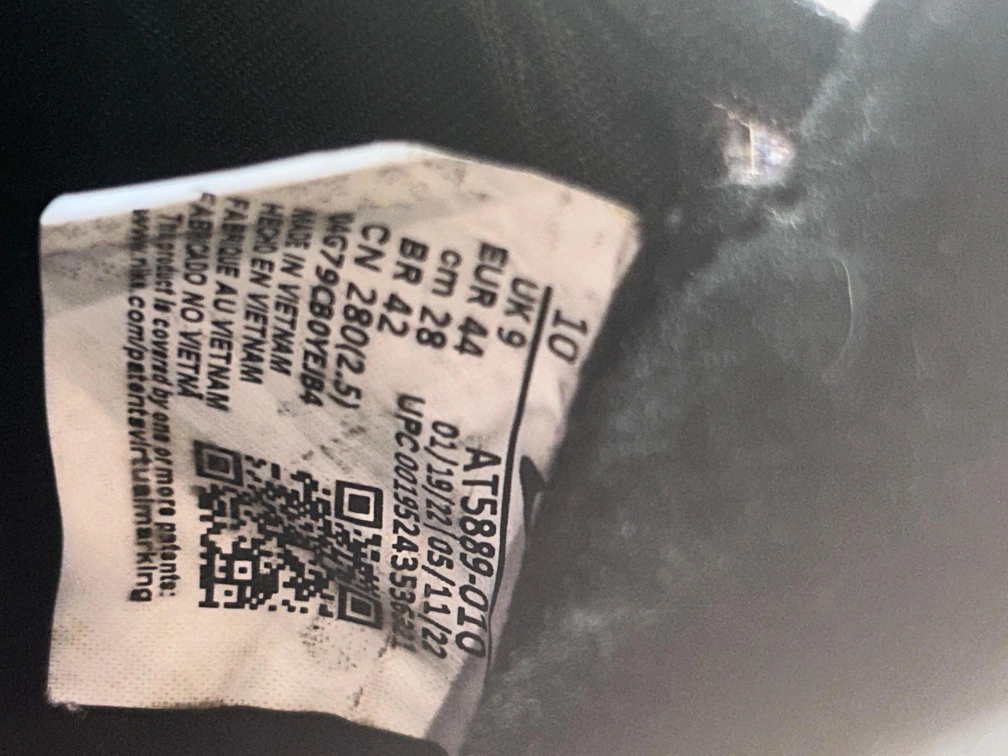 10
UK 9
EUR 44
cm 28
BR 42
CN 280(2.5)
AT5889-010
01/19/22 05/11/22
UPC
MADE IN VIETNAM
HECHO EN VIETNAM
FABRIQUE AU VIETNAM
FABRICADO NO VIETNÃ
This product is covered by one or more patents:
www.nike.com/patentsvirtualmarking